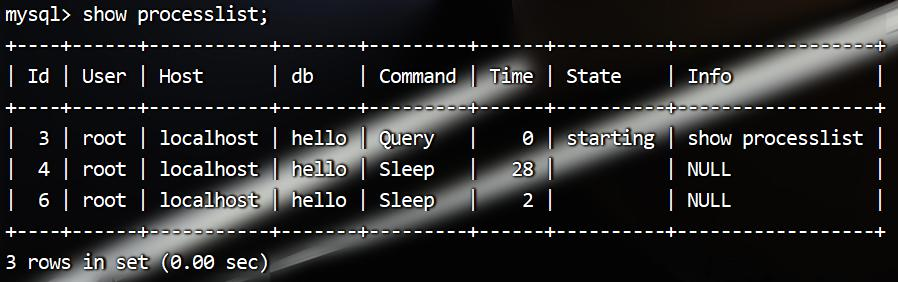 mysql> show processlist;
+----+------+-----------+-------+---------+------+----------+------------------+
| Id | User | Host      | db    | Command | Time | State    | Info             |
+----+------+-----------+-------+---------+------+----------+------------------+
|  3 | root | localhost | hello | Query   |    0 | starting | show processlist |
|  4 | root | localhost | hello | Sleep   |   28 |          | NULL             |
|  6 | root | localhost | hello | Sleep   |    2 |          | NULL             |
+----+------+-----------+-------+---------+------+----------+------------------+
3 rows in set (0.00 sec)